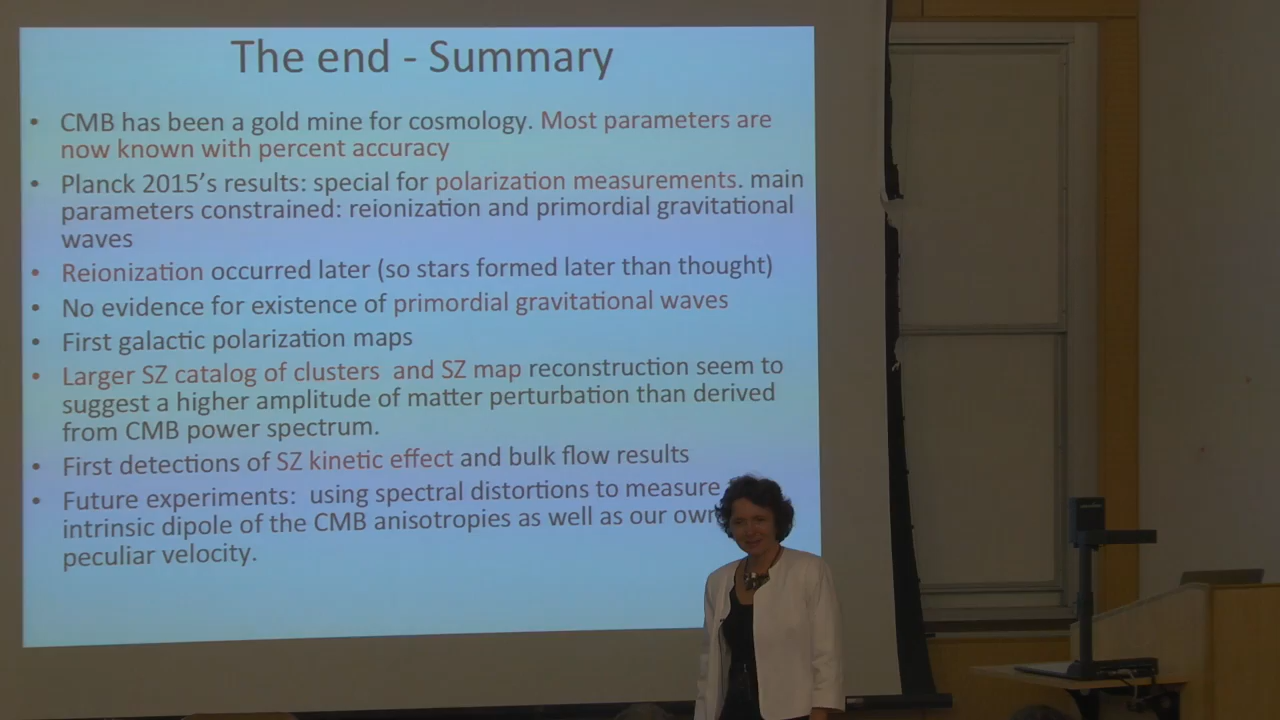 The end - Summary
• CMB has been a gold mine for cosmology. Most parameters are
now known with percent accuracy
• Planck 2015's results: special for polarization measurements. main
parameters constrained: reionization and primordial gravitational
waves
• Reionization occurred later (so stars formed later than thought)
• No evidence for existence of primordial gravitational waves
• First galactic polarization maps
• Larger SZ catalog of clusters and SZ map reconstruction seem to
suggest a higher amplitude of matter perturbation than derived
from CMB power spectrum.
• First detections of SZ kinetic effect and bulk flow results
• Future experiments: using spectral distortions to measure
intrinsic dipole of the CMB anisotropies as well as our own
peculiar velocity.